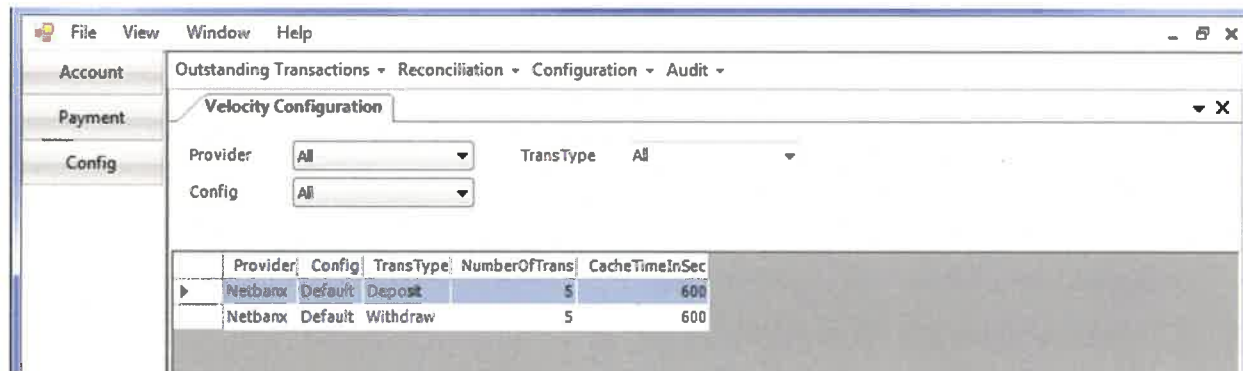 File View Window Help
Account
Payment
Config
Outstanding Transactions Reconciliation Configuration Audit
Velocity Configuration
Provider All TransType All
Config All
Provider Config TransType NumberOfTrans CacheTimeInSec
Netbanx Default Deposit 5 600
Netbanx Default Withdraw 5 600